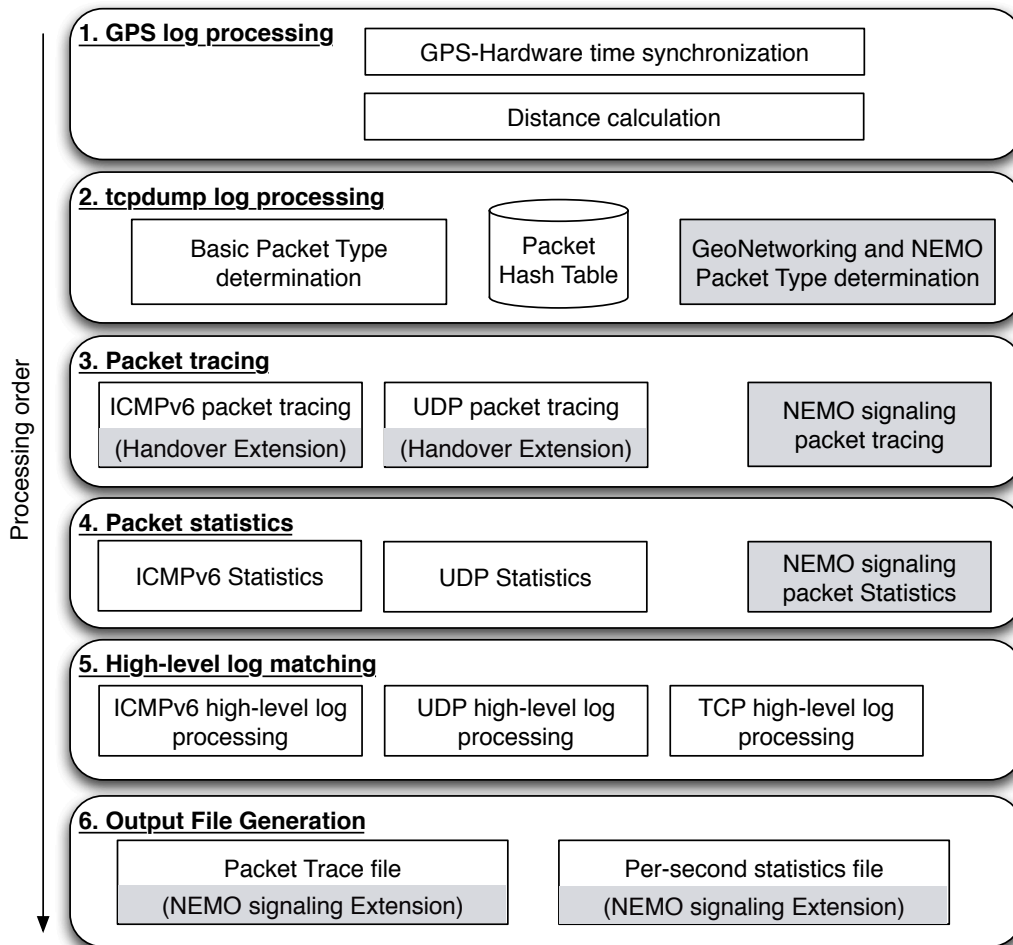 Processing order
1. GPS log processing
GPS-Hardware time synchronization
Distance calculation
2. tcpdump log processing
Basic Packet Type
determination
Packet
Hash Table
GeoNetworking and NEMO
Packet Type determination
3. Packet tracing
ICMPv6 packet tracing
(Handover Extension)
UDP packet tracing
(Handover Extension)
NEMO signaling
packet tracing
4. Packet statistics
ICMPv6 Statistics
UDP Statistics
NEMO signaling
packet Statistics
5. High-level log matching
ICMPv6 high-level log
processing
UDP high-level log
processing
TCP high-level log
processing
6. Output File Generation
Packet Trace file
(NEMO signaling Extension)
Per-second statistics file
(NEMO signaling Extension)